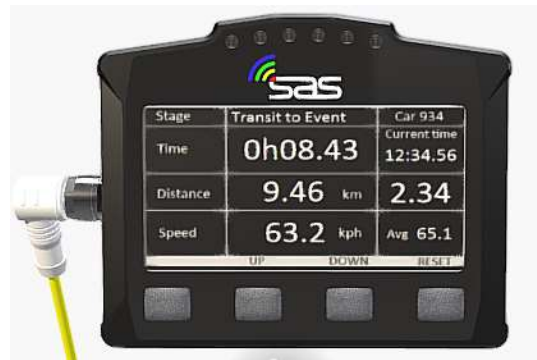 sas
Stage Transit to Event Car 934
Time 0h08.43 Current time 12:34.56
Distance 9.46 km 2.34
Speed 63.2 kph Avg 65.1
UP DOWN RESET